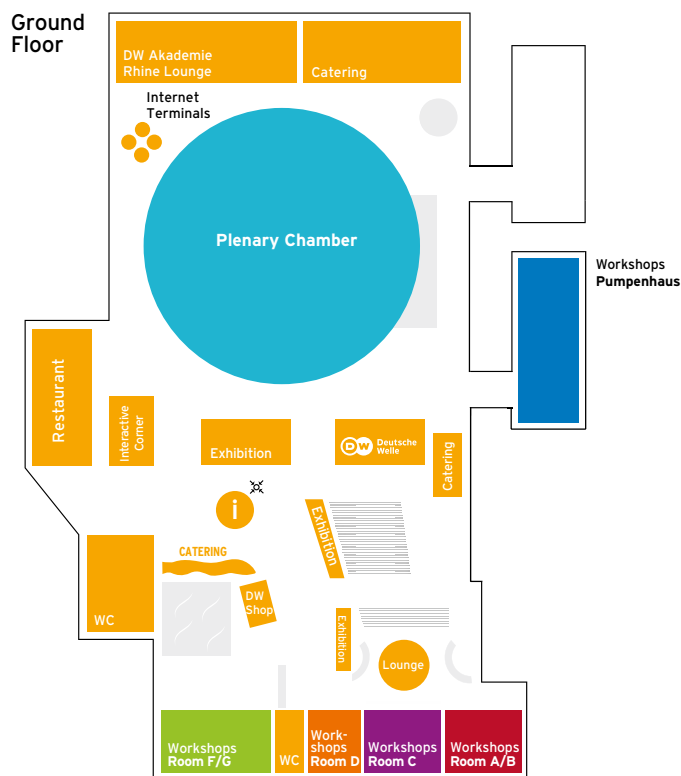 Ground
Floor
DW Akademie
Rhine Lounge
Catering
Internet
Terminals
Plenary Chamber
Workshops
Pumpenhaus
Restaurant
Interactive
Corner
Exhibition
DW Deutsche
Welle
Catering
i
Exhibition
CATERING
WC
DW
Shop
Exhibition
Lounge
Workshops
Room F/G
WC
Work-
shops
Room D
Workshops
Room C
Workshops
Room A/B